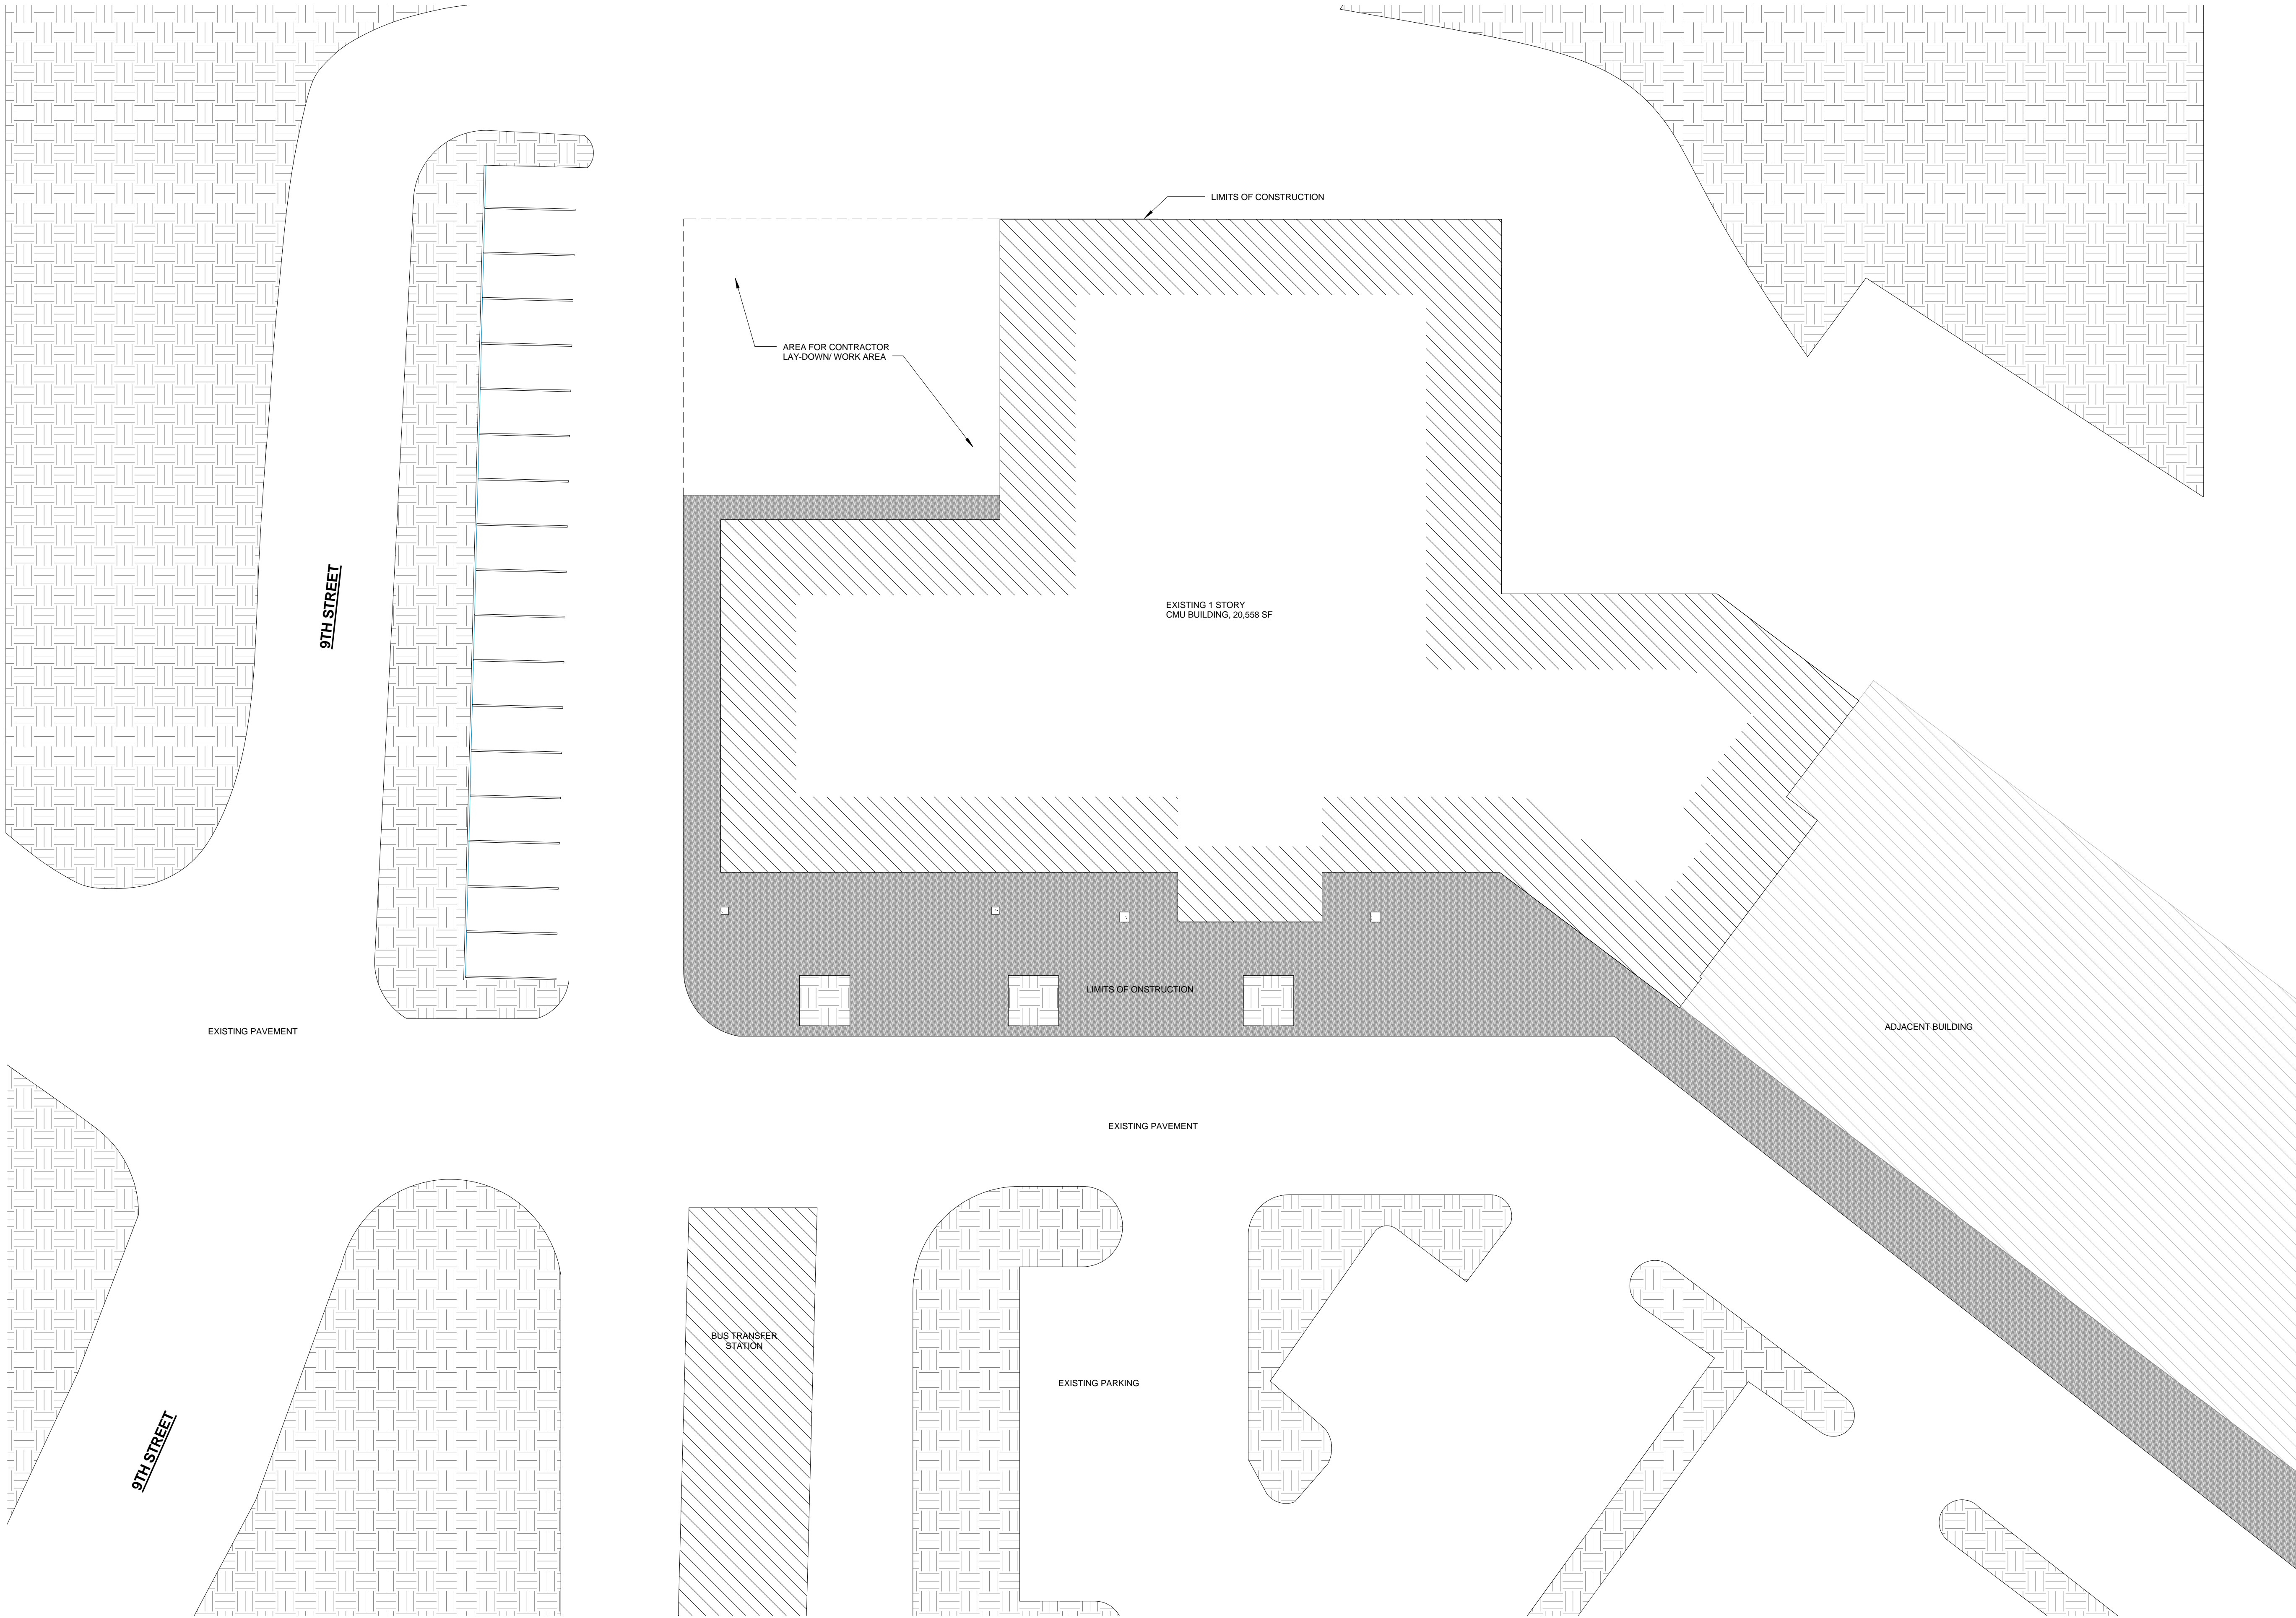 LIMITS OF CONSTRUCTION
AREA FOR CONTRACTOR
LAY-DOWN/ WORK AREA
9TH STREET
EXISTING 1 STORY
CMU BUILDING, 20,558 SF
LIMITS OF ONSTRUCTION
EXISTING PAVEMENT
ADJACENT BUILDING
EXISTING PAVEMENT
BUS TRANSFER
STATION
EXISTING PARKING
9TH STREET